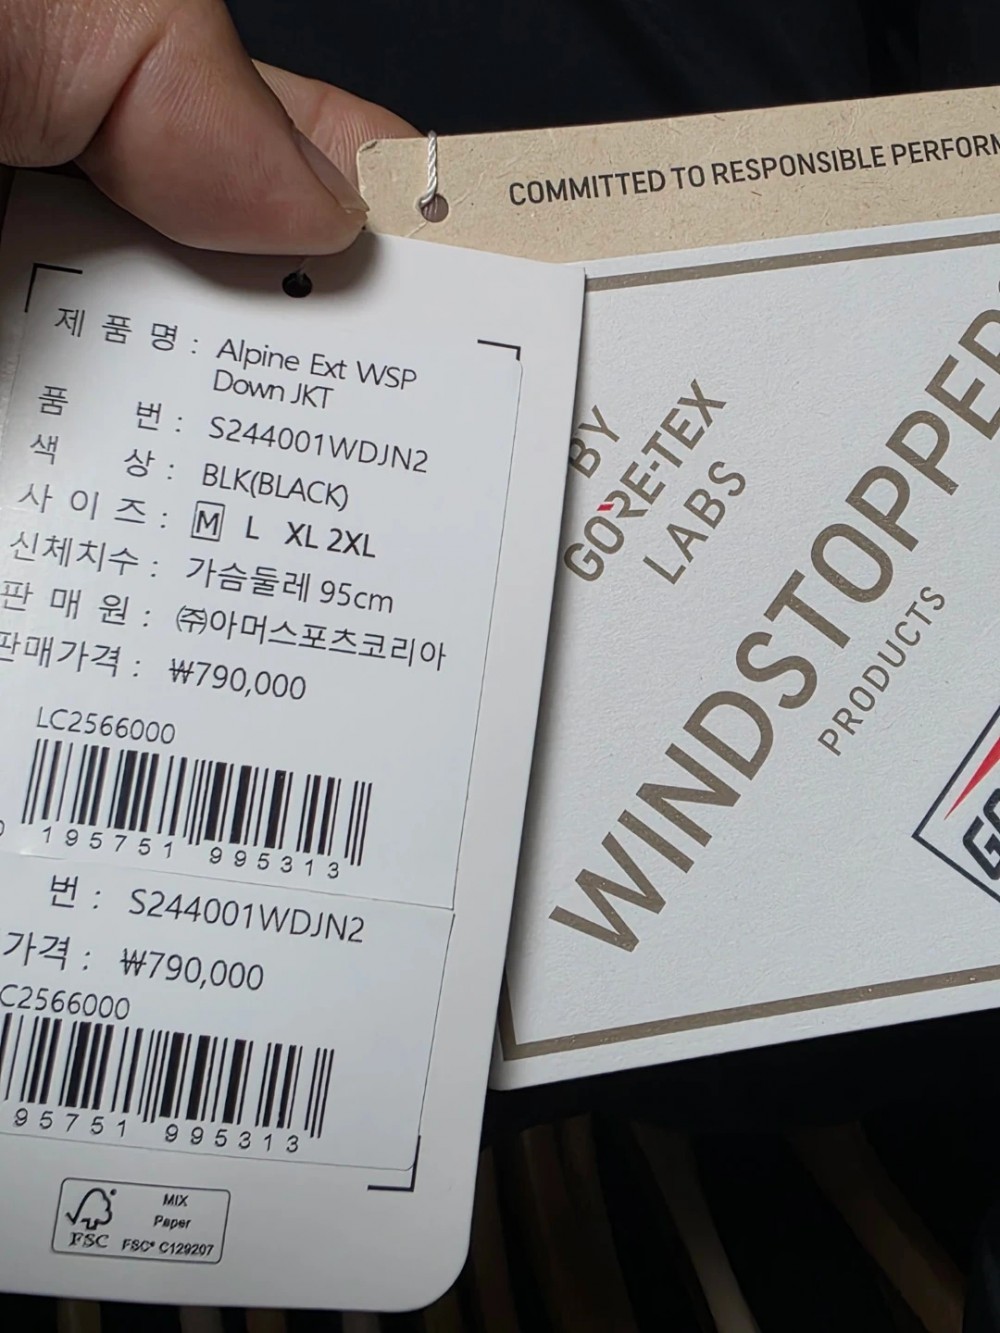 제 품 명 : Alpine Ext WSP
Down JKT
품 번 : S244001WDJN2
색 상 : BLK(BLACK)
사 이 즈 : M L XL 2XL
신체치수 : 가슴둘레 95cm
판 매 원 : ㈜아머스포츠코리아
판매가격 : ₩790,000
LC2566000
0 195751 995313
번 : S244001WDJN2
가격 : ₩790,000
C2566000
95751 995313
FSC
MIX
Paper
FSC® C129207
COMMITTED TO RESPONSIBLE PERFORM
WINDSTOPPER
PRODUCTS
BY
GORE-TEX
LABS
GO